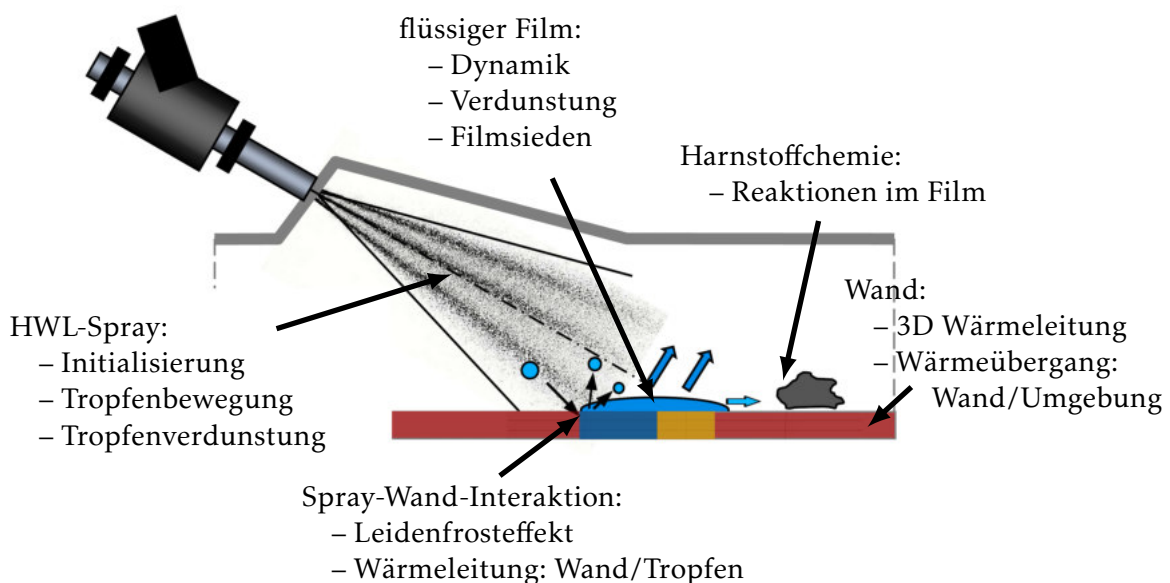 flüssiger Film:
– Dynamik
– Verdunstung
– Filmsieden
Harnstoffchemie:
– Reaktionen im Film
Wand:
– 3D Wärmeleitung
– Wärmeübergang:
Wand/Umgebung
HWL-Spray:
– Initialisierung
– Tropfenbewegung
– Tropfenverdunstung
Spray-Wand-Interaktion:
– Leidenfrosteffekt
– Wärmeleitung: Wand/Tropfen